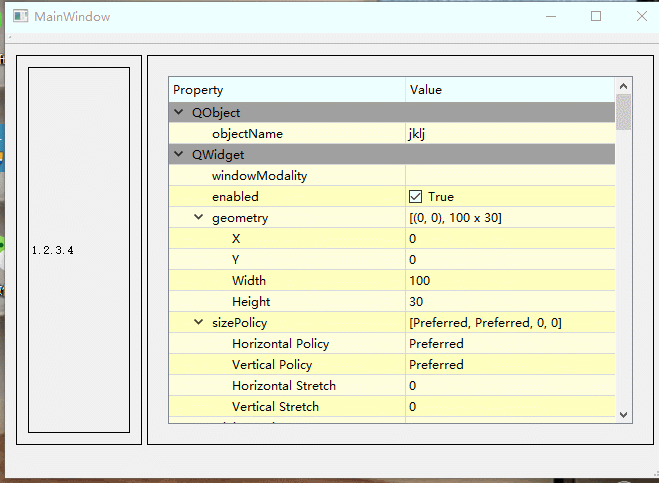 MainWindow
1.2.3.4
Property Value
QObject
objectName jklj
QWidget
windowModality
enabled True
geometry [(0, 0), 100 x 30]
X 0
Y 0
Width 100
Height 30
sizePolicy [Preferred, Preferred, 0, 0]
Horizontal Policy Preferred
Vertical Policy Preferred
Horizontal Stretch 0
Vertical Stretch 0